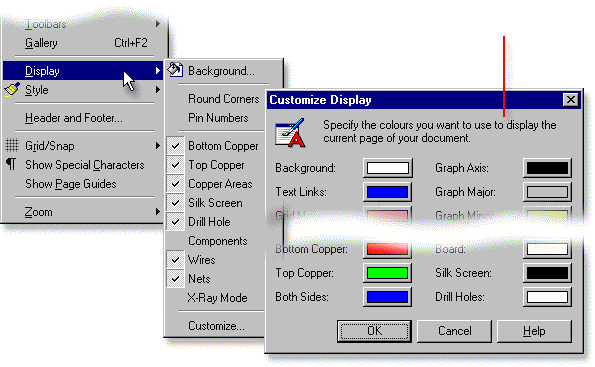 Toolbars
Gallery Ctrl+F2
Display
Style
Header and Footer...
Grid/Snap
Show Special Characters
Show Page Guides
Zoom
Background...
Round Corners
Pin Numbers
Bottom Copper
Top Copper
Copper Areas
Silk Screen
Drill Hole
Components
Wires
Nets
X-Ray Mode
Customize...
Customize Display
Specify the colours you want to use to display the
current page of your document.
Background: Graph Axis:
Text Links: Graph Major:
Grid Graph Minor
Bottom Copper: Board:
Top Copper: Silk Screen:
Both Sides: Drill Holes:
OK Cancel Help